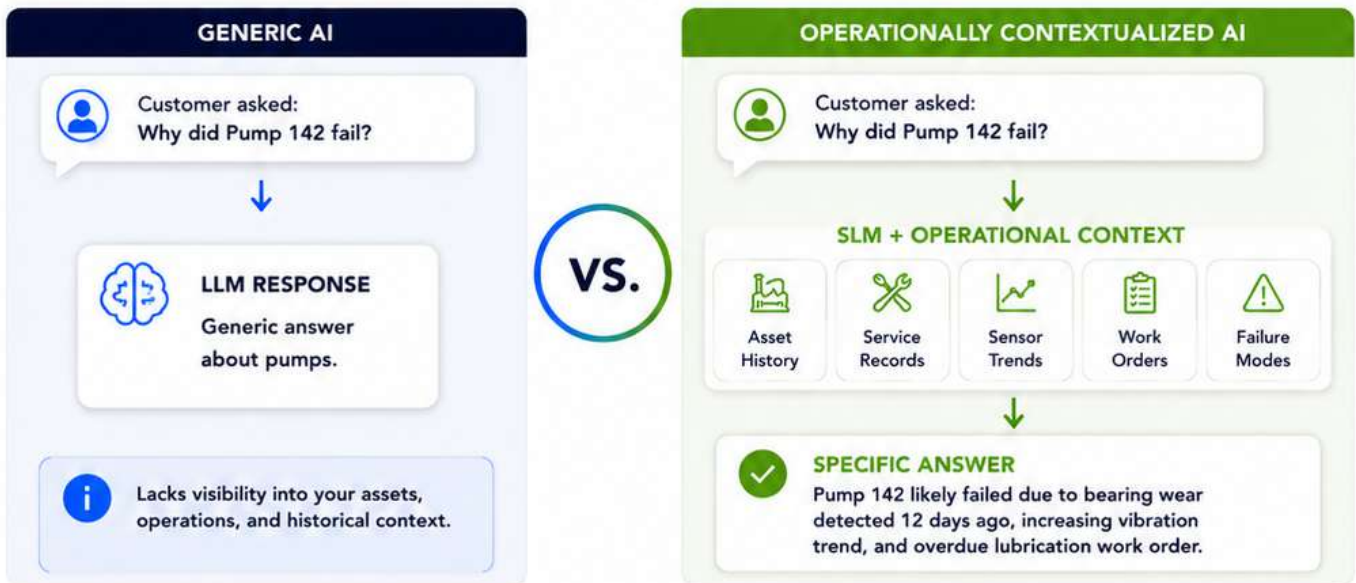 GENERIC AI
Customer asked:
Why did Pump 142 fail?
LLM RESPONSE
Generic answer
about pumps.
i
Lacks visibility into your assets,
operations, and historical context.
VS.
OPERATIONALLY CONTEXTUALIZED AI
Customer asked:
Why did Pump 142 fail?
SLM + OPERATIONAL CONTEXT
Asset
History
Service
Records
Sensor
Trends
Work
Orders
Failure
Modes
SPECIFIC ANSWER
Pump 142 likely failed due to bearing wear
detected 12 days ago, increasing vibration
trend, and overdue lubrication work order.